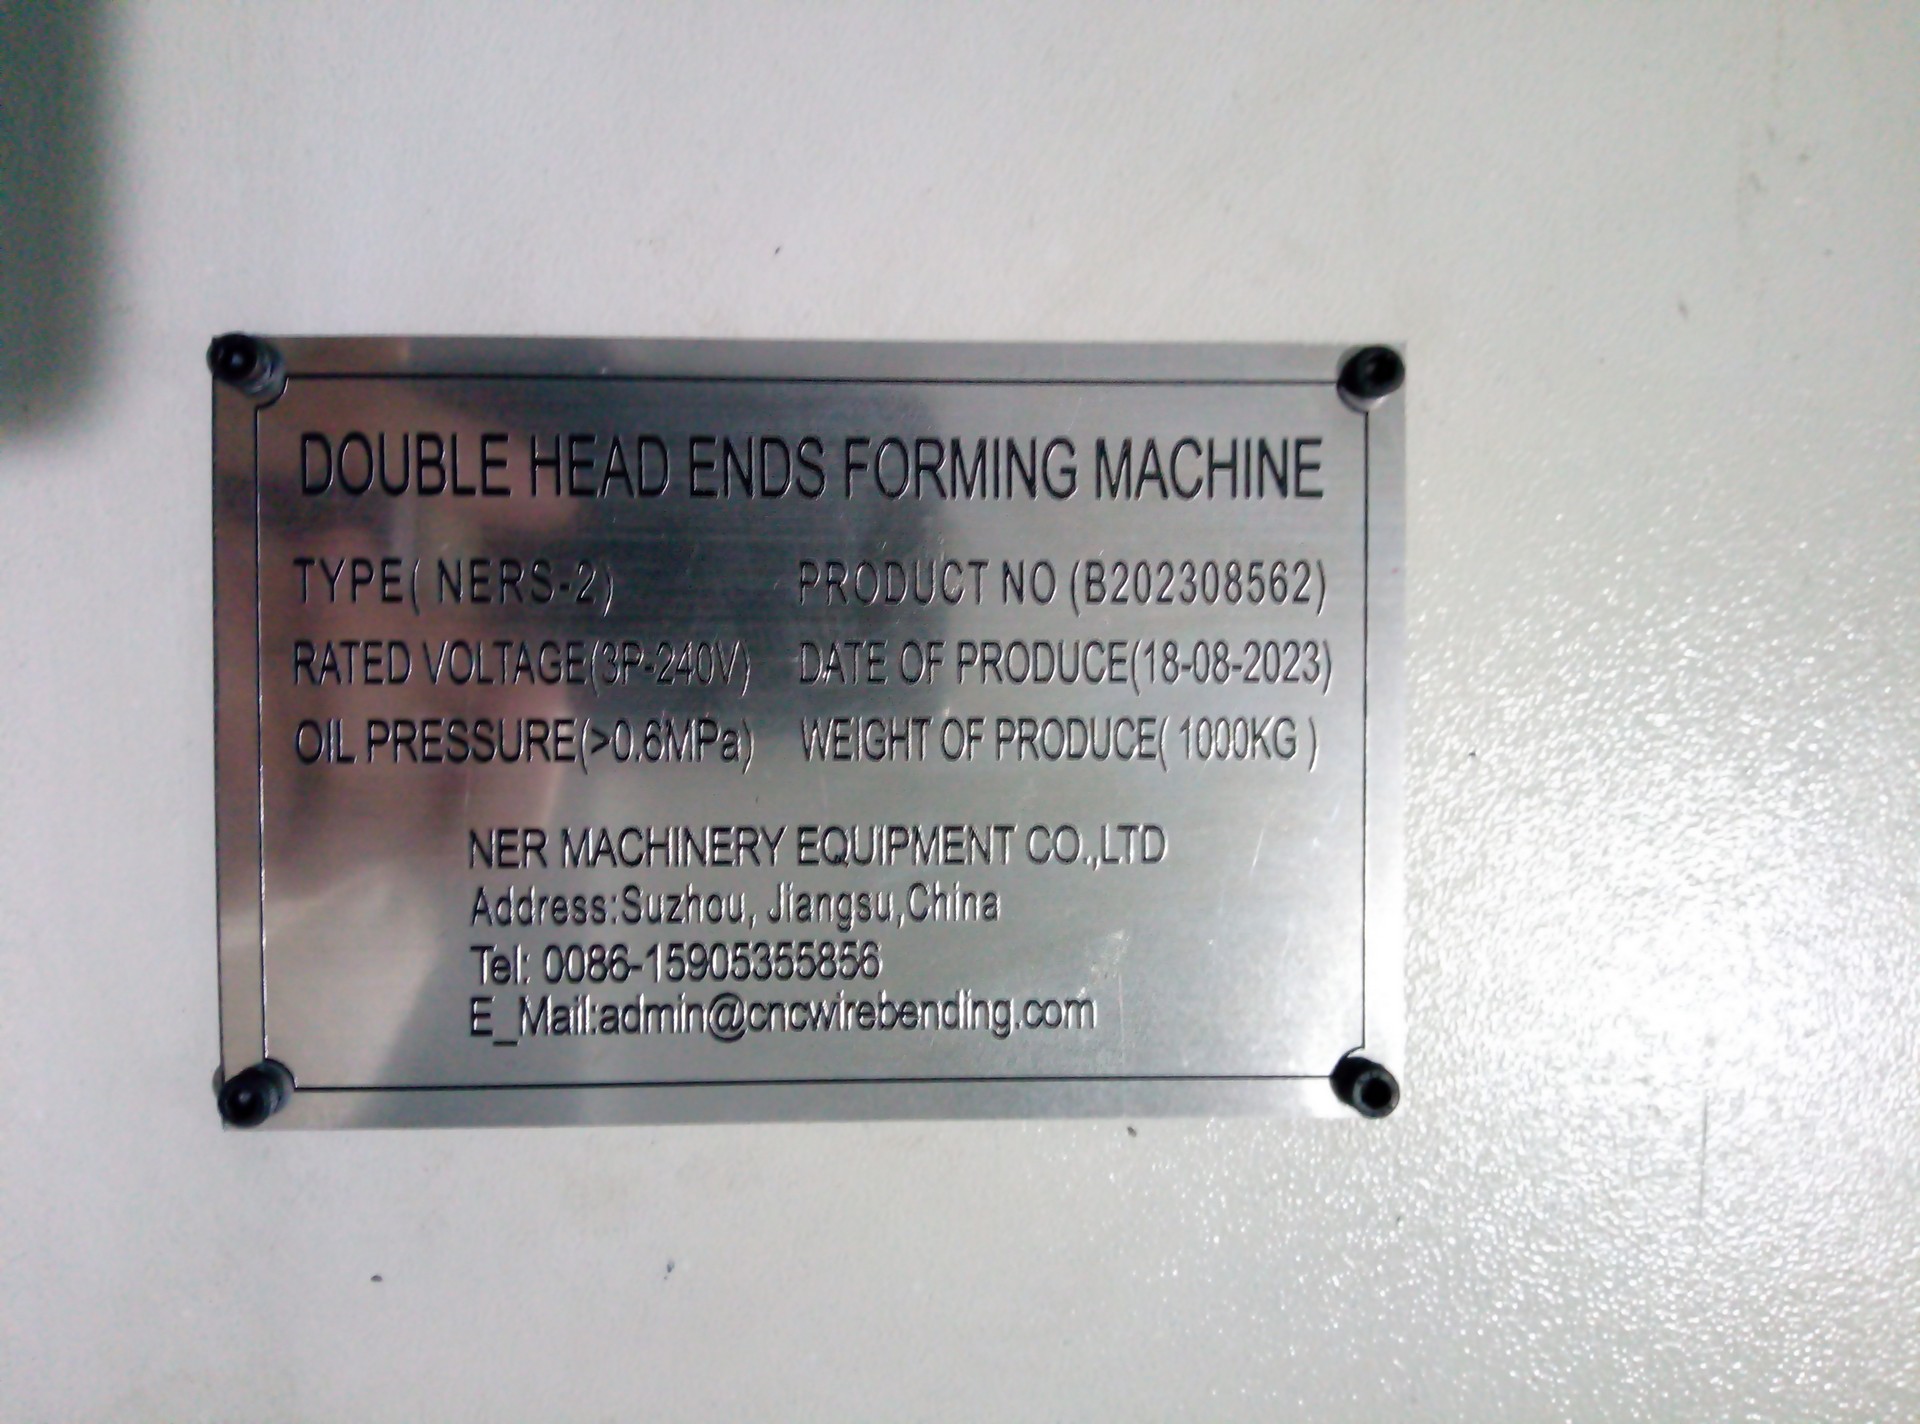 DOUBLE HEAD ENDS FORMING MACHINE
TYPE( NERS-2) PRODUCT NO (B202308562)
RATED VOLTAGE(3P-240V) DATE OF PRODUCE(18-08-2023)
OIL PRESSURE(>0.6MPa) WEIGHT OF PRODUCE( 1000KG )
NER MACHINERY EQUIPMENT CO.,LTD
Address:Suzhou, Jiangsu,China
Tel: 0086-15905355856
E_Mail:admin@cncwirebending.com